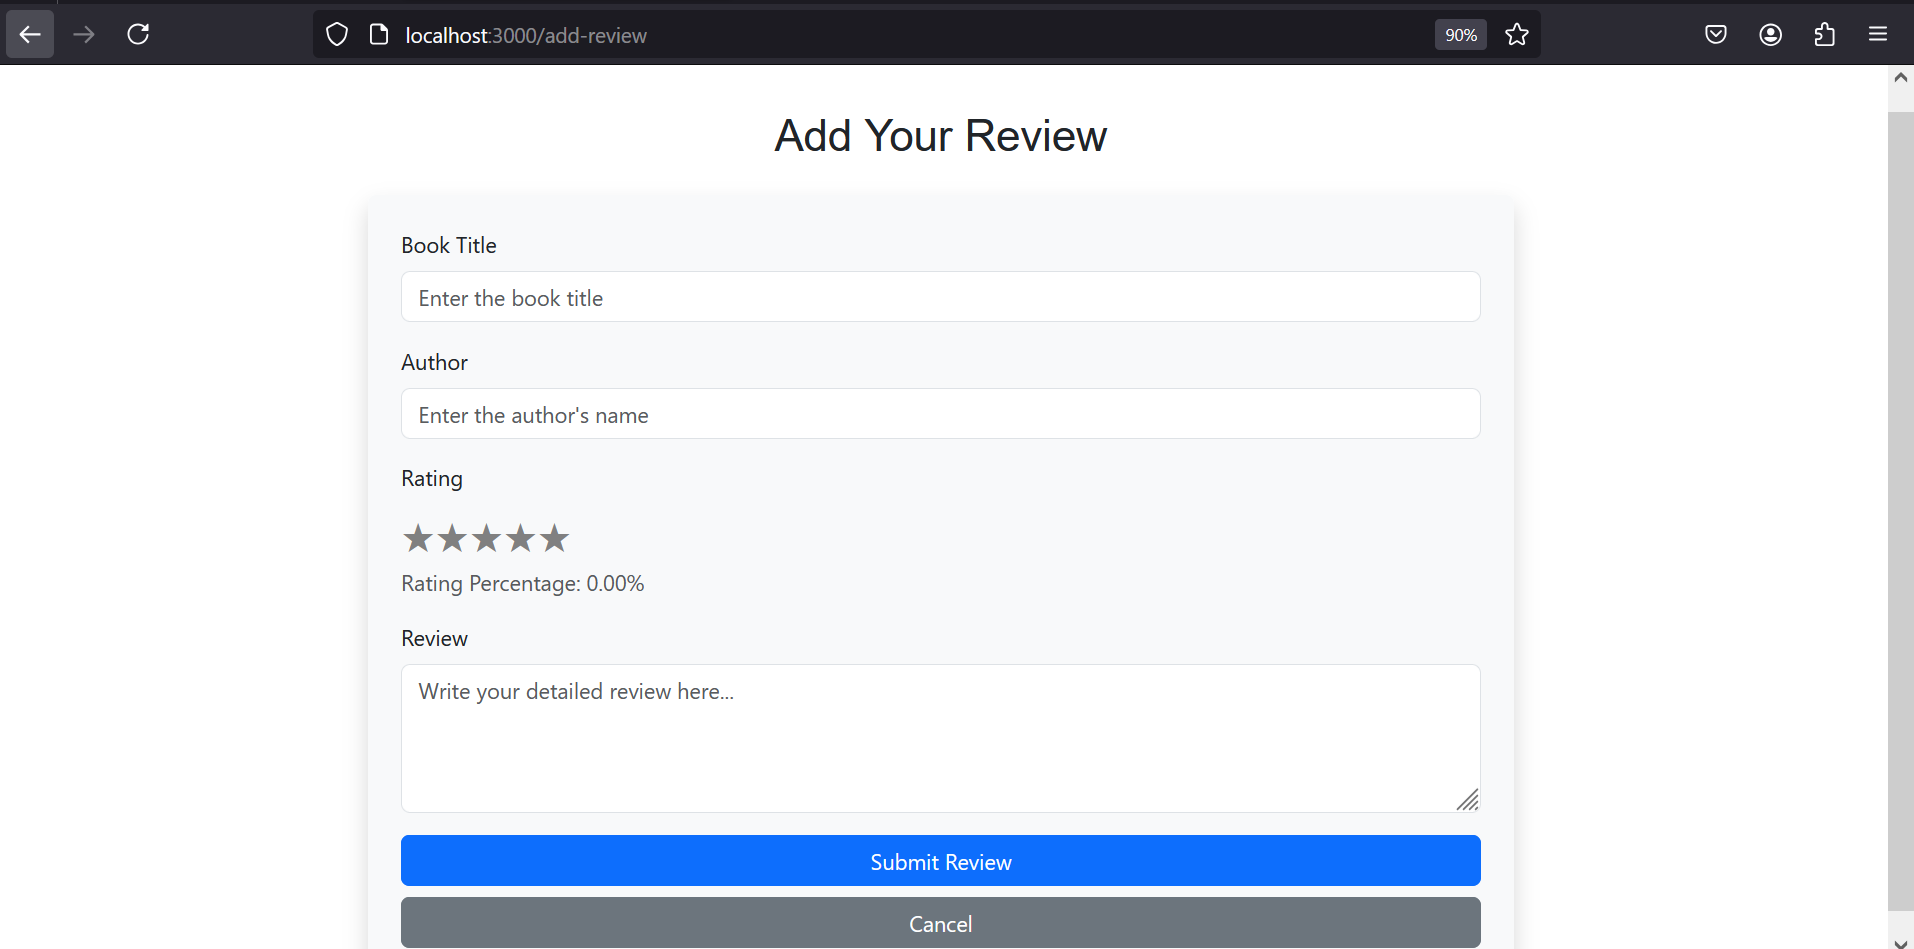 localhost:3000/add-review
90%
Add Your Review
Book Title
Enter the book title
Author
Enter the author's name
Rating
★★★★★
Rating Percentage: 0.00%
Review
Write your detailed review here...
Submit Review
Cancel